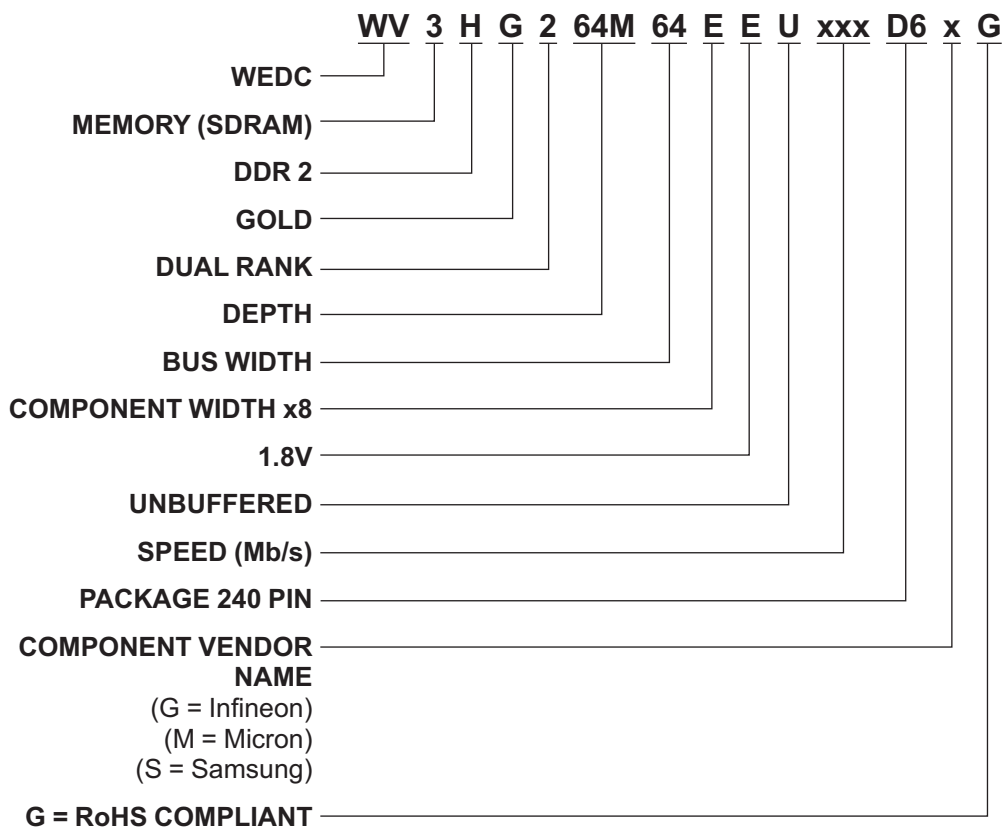 WV 3 H G 2 64M 64 E E U xxx D6 x G
WEDC
MEMORY (SDRAM)
DDR 2
GOLD
DUAL RANK
DEPTH
BUS WIDTH
COMPONENT WIDTH x8
1.8V
UNBUFFERED
SPEED (Mb/s)
PACKAGE 240 PIN
COMPONENT VENDOR
NAME
(G = Infineon)
(M = Micron)
(S = Samsung)
G = RoHS COMPLIANT